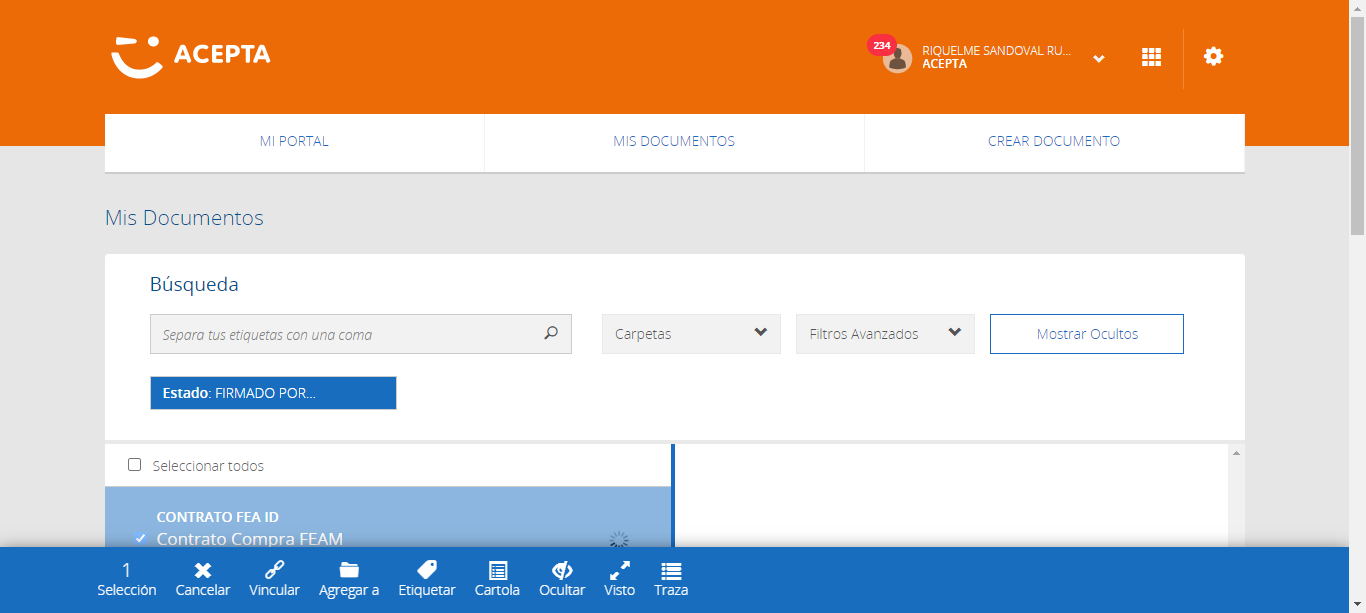 ACEPTA
234
RIQUELME SANDOVAL RU...
ACEPTA
MI PORTAL
MIS DOCUMENTOS
CREAR DOCUMENTO
Mis Documentos
Búsqueda
Separa tus etiquetas con una coma
Carpetas
Filtros Avanzados
Mostrar Ocultos
Estado: FIRMADO POR...
Seleccionar todos
CONTRATO FEA ID
Contrato Compra FEAM
1
Selección
Cancelar
Vincular
Agregar a
Etiquetar
Cartola
Ocultar
Visto
Traza